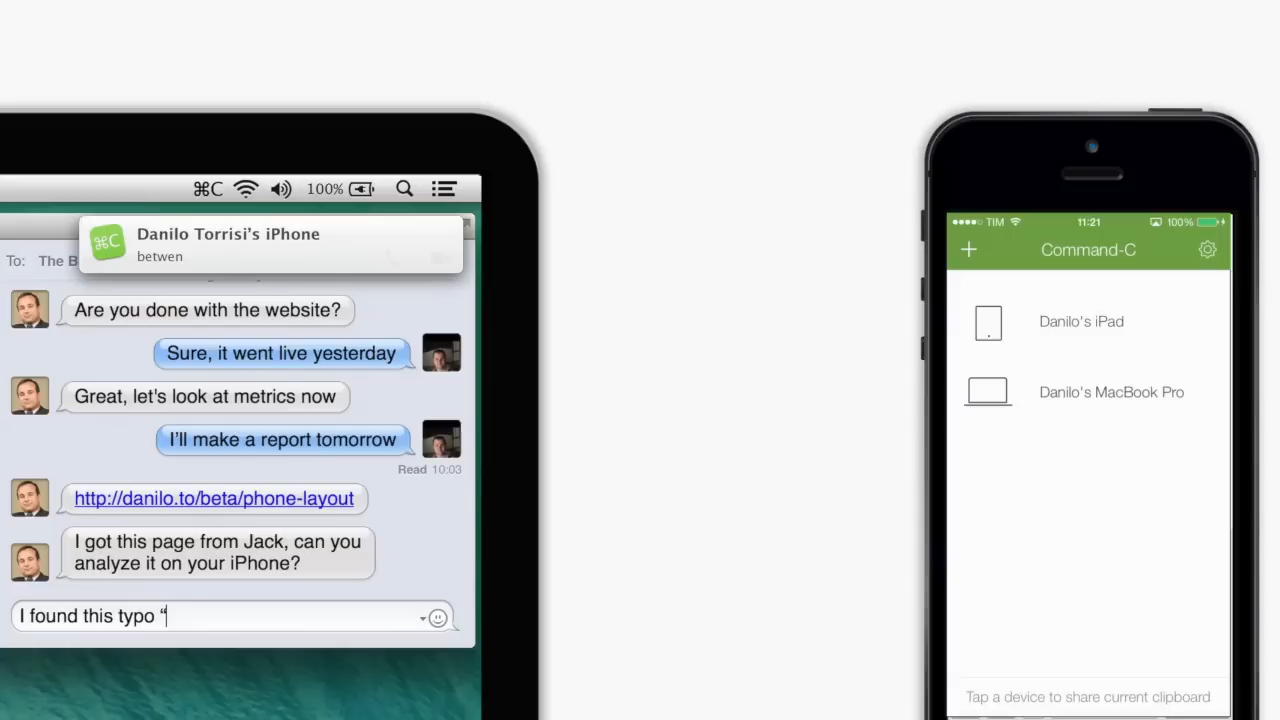 ⌘C 100%
⌘C
Danilo Torrisi’s iPhone
betwen
To: The B
Are you done with the website?
Sure, it went live yesterday
Great, let's look at metrics now
I’ll make a report tomorrow
Read 10:03
http://danilo.to/beta/phone-layout
I got this page from Jack, can you
analyze it on your iPhone?
I found this typo “
TIM 11:21 100%
+ Command-C
Danilo's iPad
Danilo's MacBook Pro
Tap a device to share current clipboard